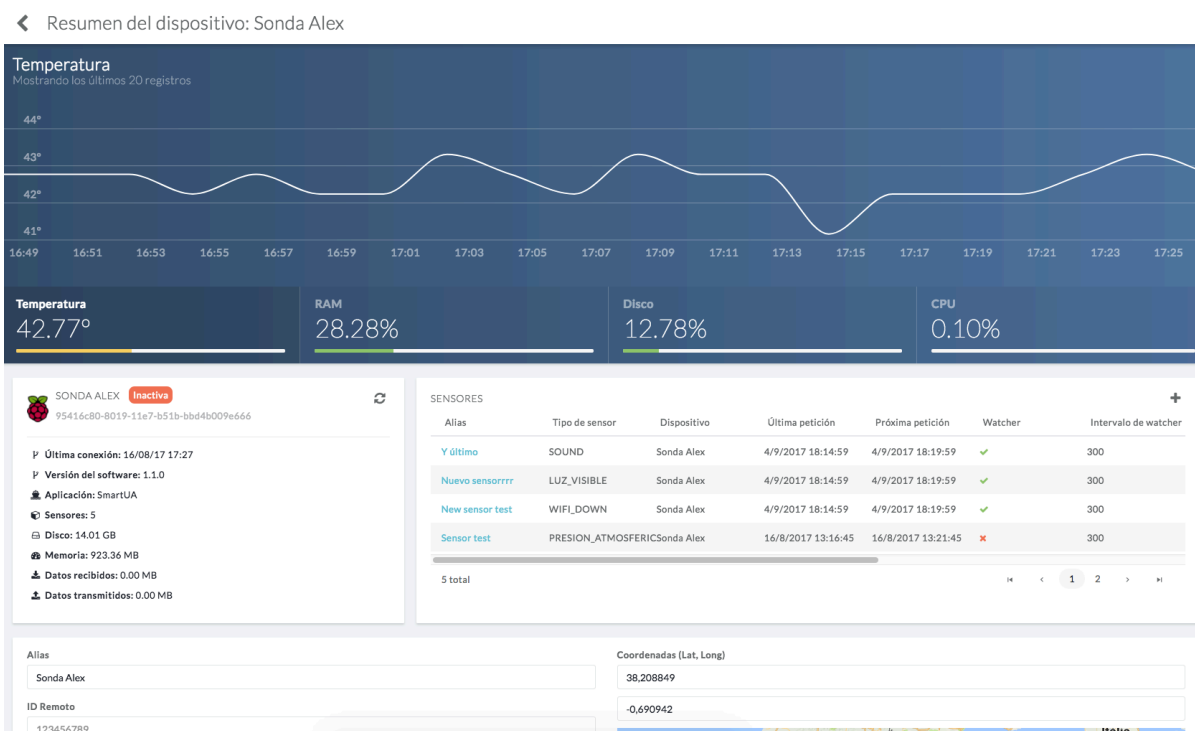 Resumen del dispositivo: Sonda Alex
Temperatura
Mostrando los últimos 20 registros
44°
43°
42°
41°
16:49 16:51 16:53 16:55 16:57 16:59 17:01 17:03 17:05 17:07 17:09 17:11 17:13 17:15 17:17 17:19 17:21 17:23 17:25
Temperatura RAM Disco CPU
42.77° 28.28% 12.78% 0.10%
SONDA ALEX Inactiva
95416c80-8019-11e7-b51b-bbd4b009e666
Última conexión: 16/08/17 17:27
Versión del software: 1.1.0
Aplicación: SmartUA
Sensores: 5
Disco: 14.01 GB
Memoria: 923.36 MB
Datos recibidos: 0.00 MB
Datos transmitidos: 0.00 MB
SENSORES
Alias Tipo de sensor Dispositivo Última petición Próxima petición Watcher Intervalo de watcher
Y último SOUND Sonda Alex 4/9/2017 18:14:59 4/9/2017 18:19:59 300
Nuevo sensorrrr LUZ_VISIBLE Sonda Alex 4/9/2017 18:14:59 4/9/2017 18:19:59 300
New sensor test WIFI_DOWN Sonda Alex 4/9/2017 18:14:59 4/9/2017 18:19:59 300
Sensor test PRESION_ATMOSFERICSonda Alex 16/8/2017 13:16:45 16/8/2017 13:21:45 300
5 total 1 2
Alias
Sonda Alex
ID Remoto
123456789
Coordenadas (Lat, Long)
38,208849
-0,690942
Italia